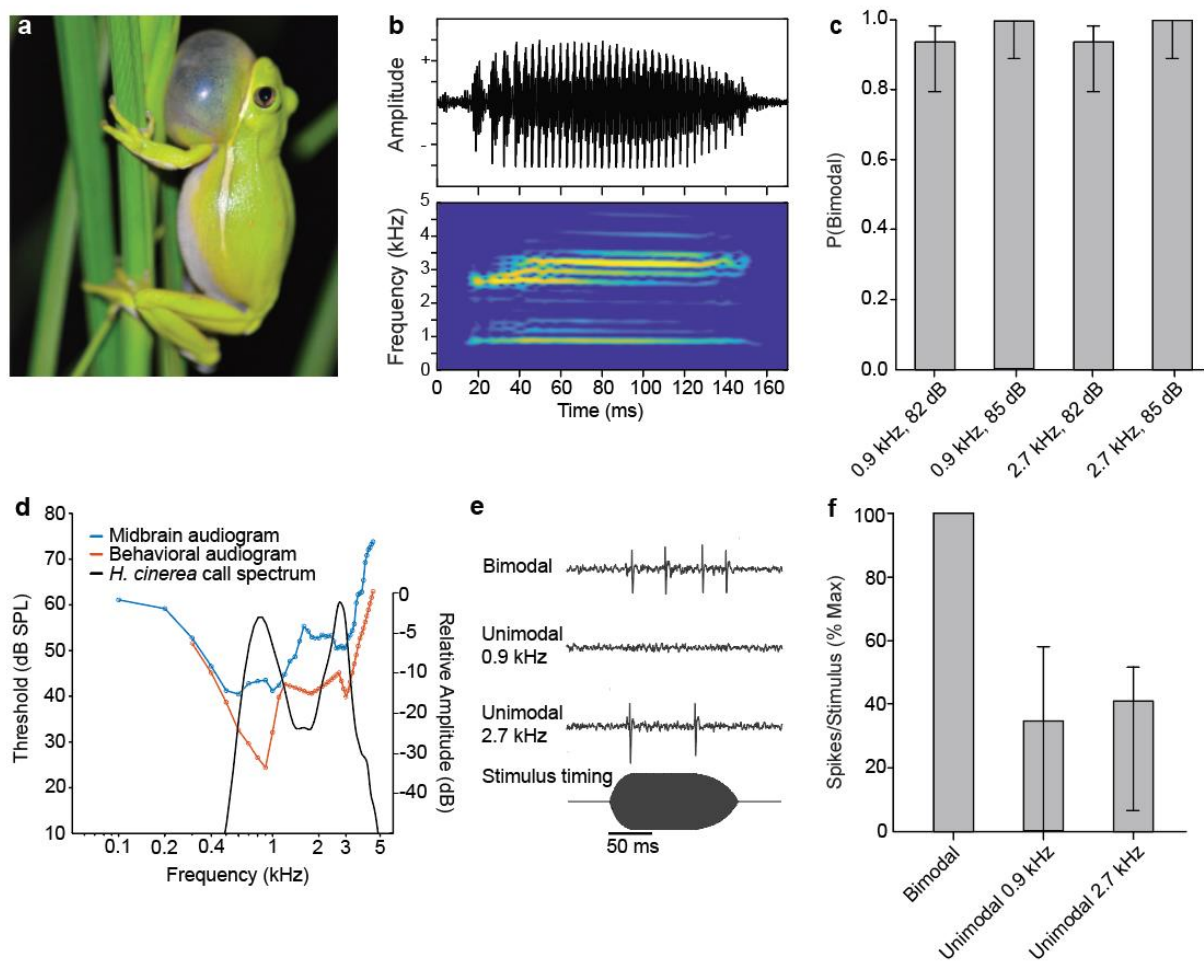 a
b
Amplitude
+
-
Frequency (kHz)
5
4
3
2
1
0
0 20 40 60 80 100 120 140 160
Time (ms)
c
P(Bimodal)
1.0
0.8
0.6
0.4
0.2
0.0
0.9 kHz, 82 dB
0.9 kHz, 85 dB
2.7 kHz, 82 dB
2.7 kHz, 85 dB
d
Threshold (dB SPL)
80
70
60
50
40
30
20
10
Midbrain audiogram
Behavioral audiogram
H. cinerea call spectrum
0
-5
-10
-20
-30
-40
Relative Amplitude (dB)
0.1 0.2 0.4 1 2 3 5
Frequency (kHz)
e
Bimodal
Unimodal
0.9 kHz
Unimodal
2.7 kHz
Stimulus timing
50 ms
f
Spikes/Stimulus (% Max)
100
80
60
40
20
0
Bimodal
Unimodal 0.9 kHz
Unimodal 2.7 kHz